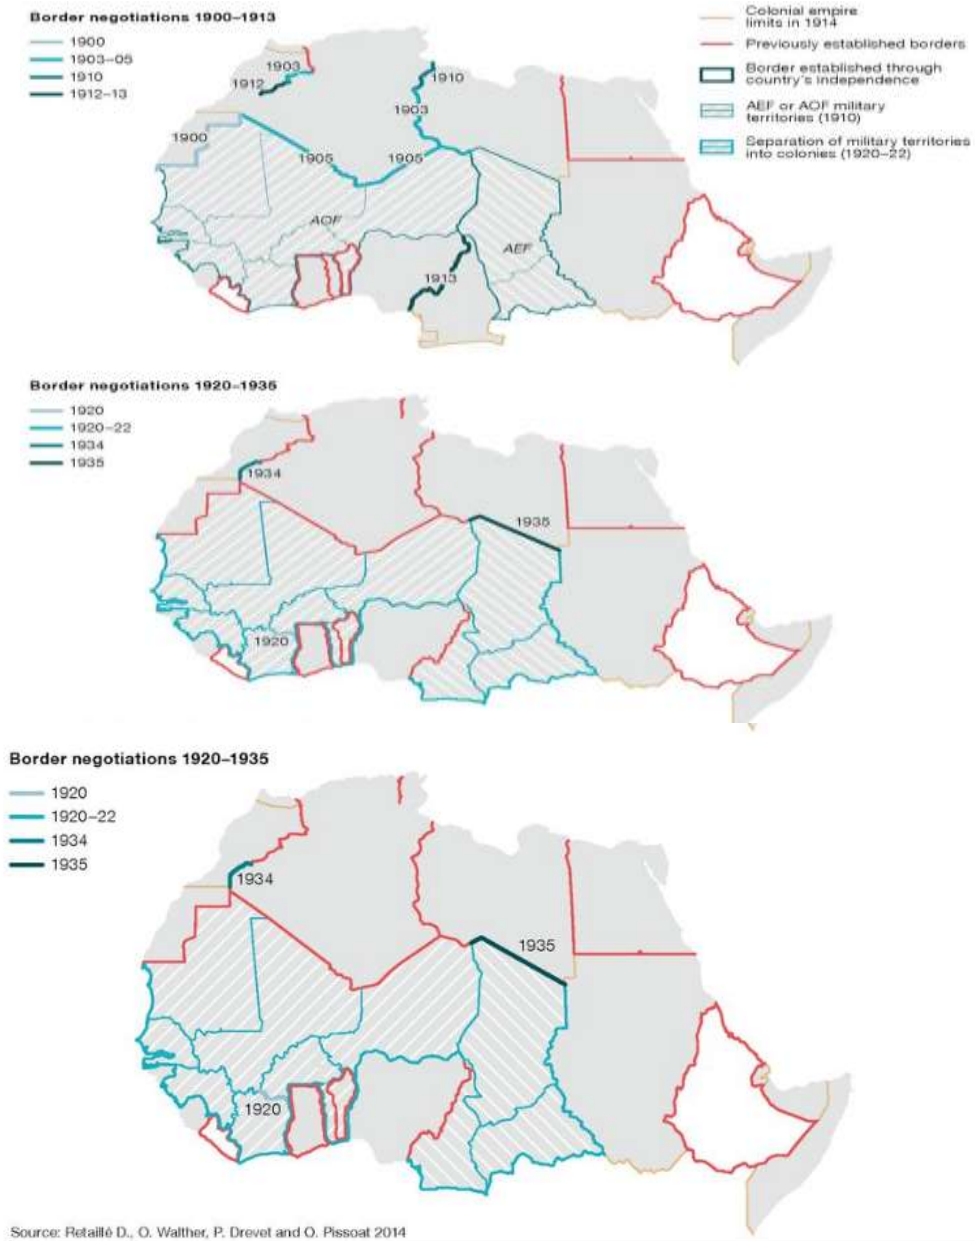 Border negotiations 1900–1913
1900
1903–05
1910
1912–13
Colonial empire
limits in 1914
Previously established borders
Border established through
country's independence
AEF or AOF military
territories (1910)
Separation of military territories
into colonies (1920–22)
1903
1912
1910
1903
1900
1905
1905
AOF
AEF
1913
Border negotiations 1920–1935
1920
1920–22
1934
1935
1934
1935
1920
Border negotiations 1920–1935
1920
1920–22
1934
1935
1934
1935
1920
Source: Retaillé D., O. Walther, P. Drevet and O. Pissoat 2014